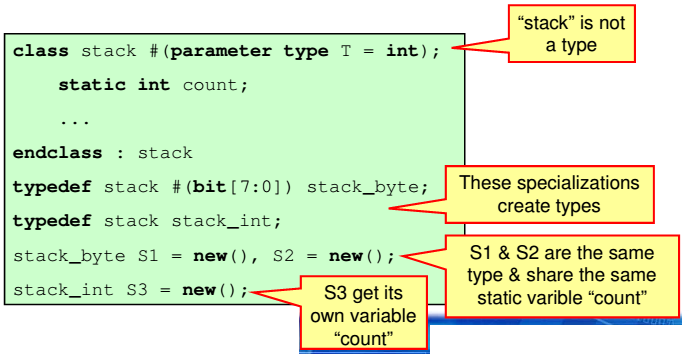 “stack” is not
a type
class stack #(parameter type T = int);
static int count;
...
endclass : stack
typedef stack #(bit[7:0]) stack_byte;
These specializations
create types
typedef stack stack_int;
stack_byte S1 = new(), S2 = new();
S1 & S2 are the same
type & share the same
static varible “count”
stack_int S3 = new();
S3 get its
own variable
“count”